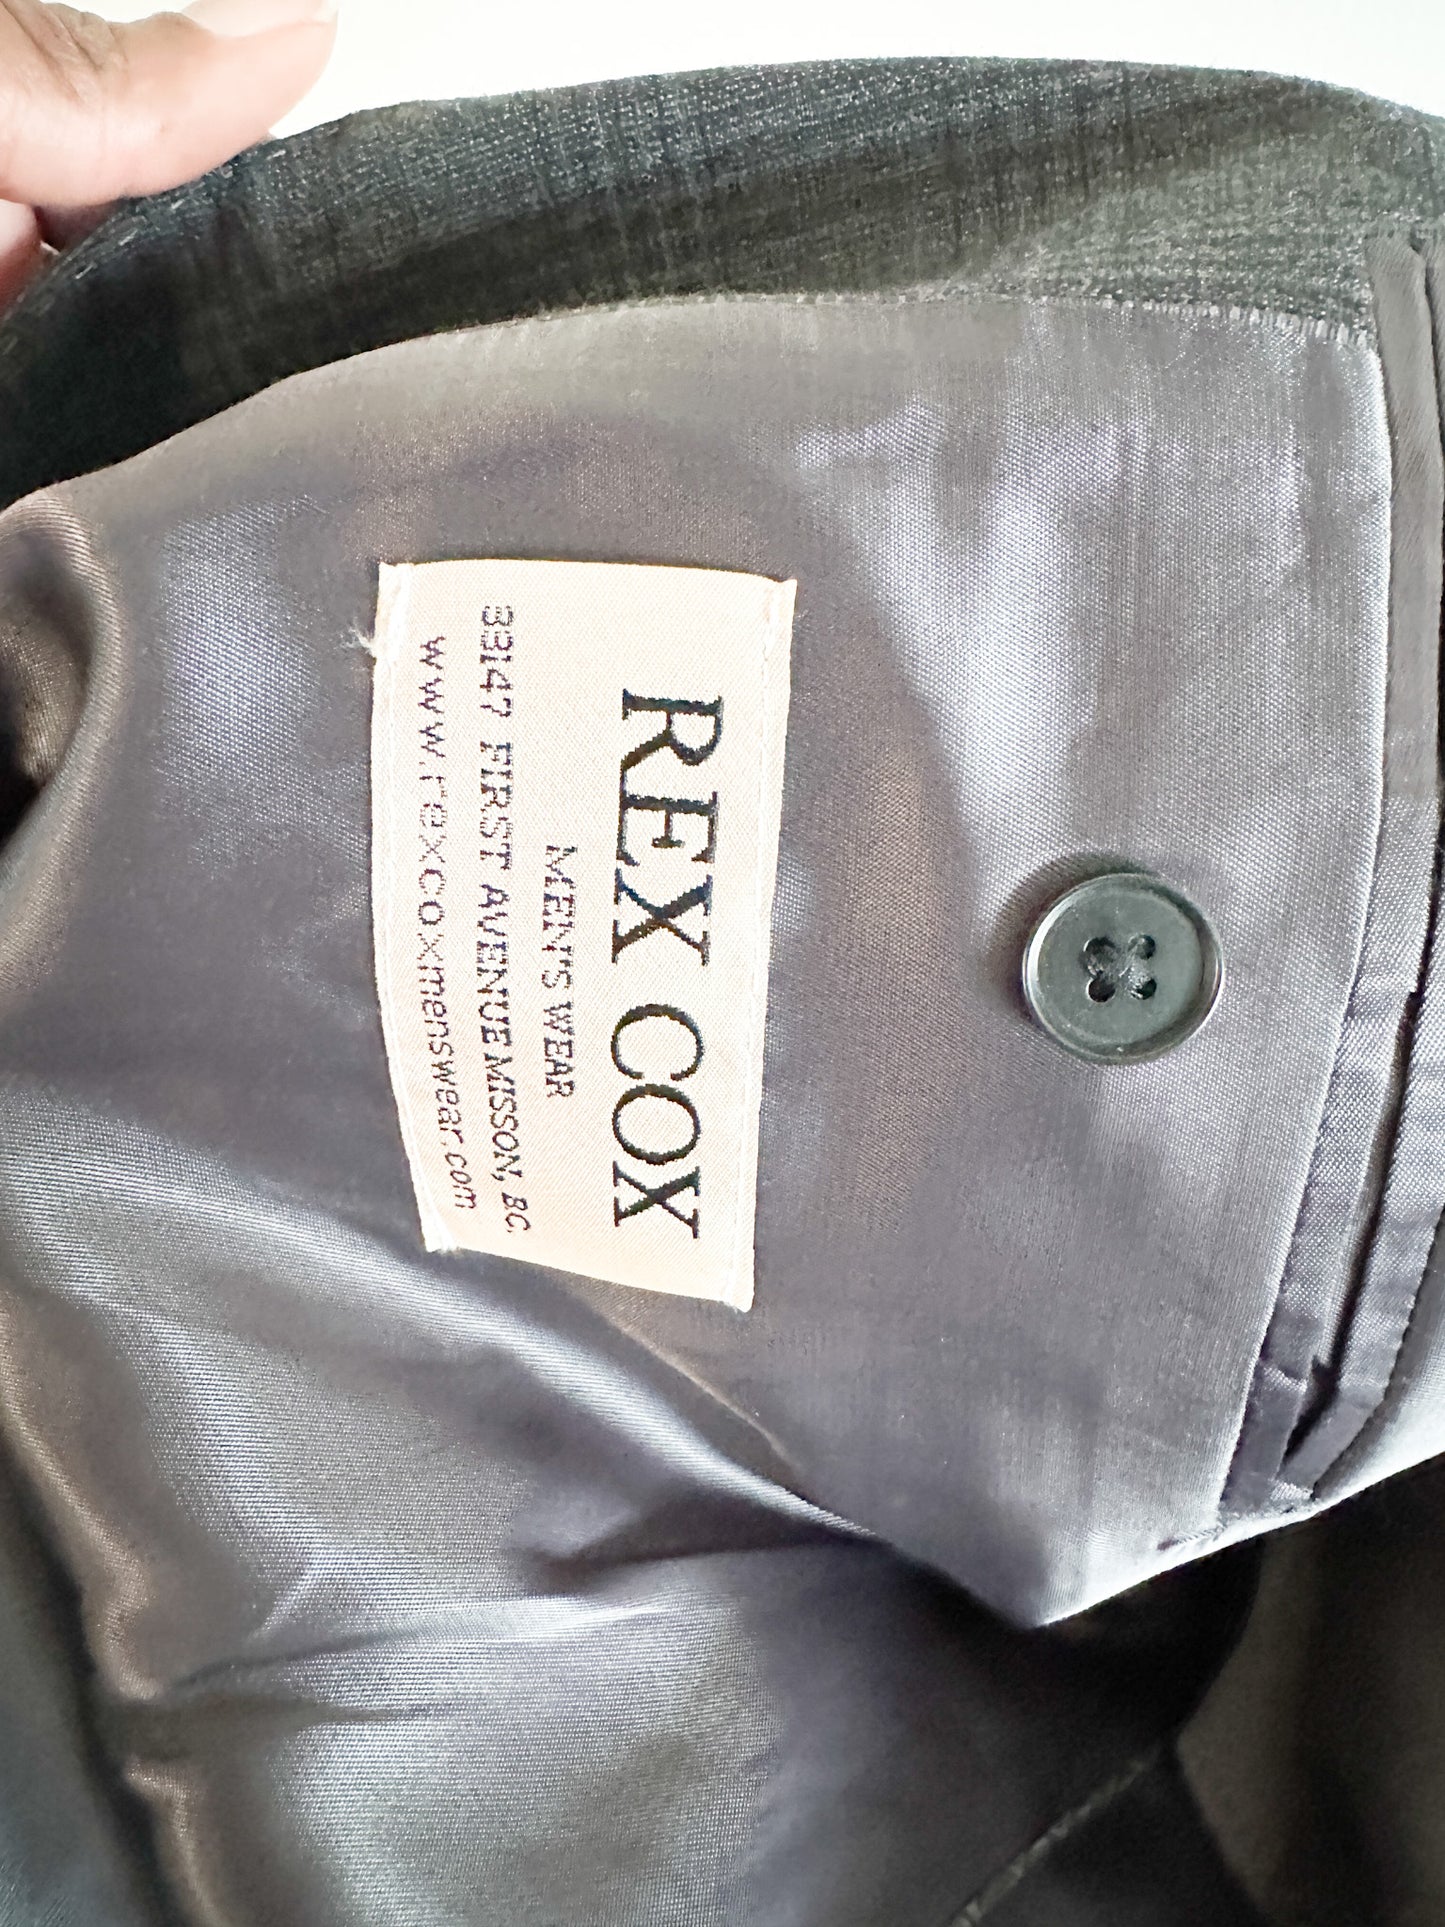 REX COX
MEN'S WEAR
33147 FIRST AVENUE MISSON, BC.
www.rexcoxmenswear.com